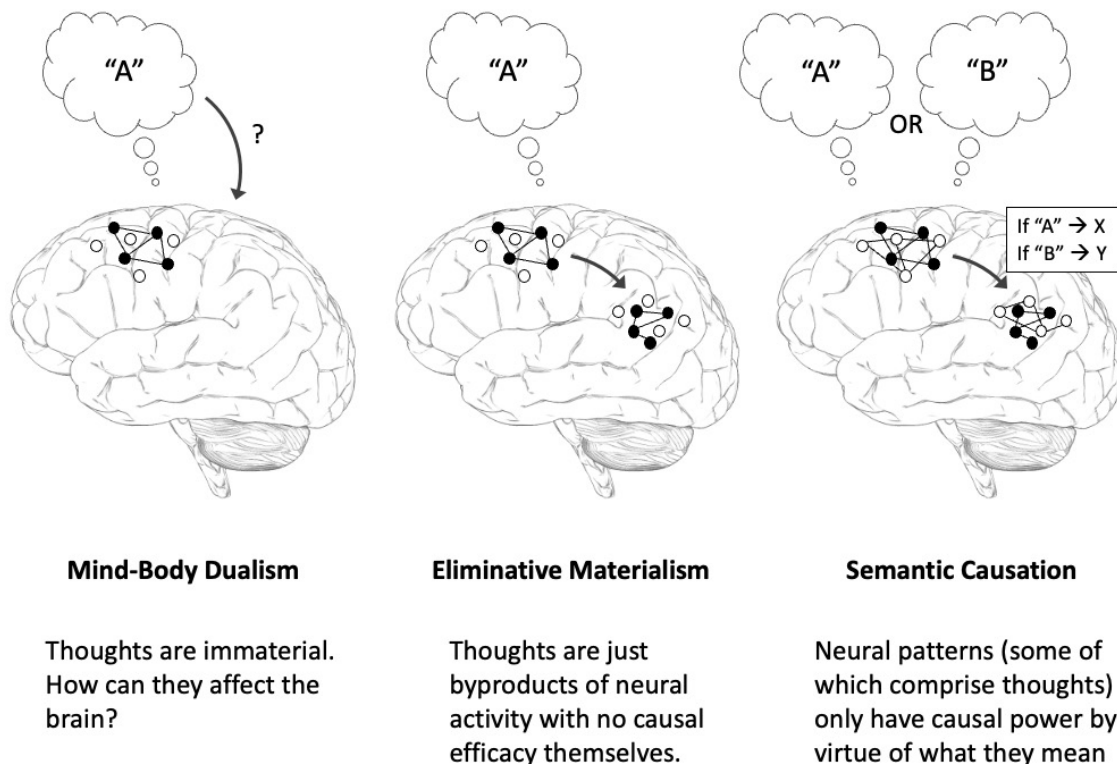 “A”
?
“A”
“A”
OR
“B”
If “A” → X
If “B” → Y
Mind-Body Dualism
Thoughts are immaterial.
How can they affect the
brain?
Eliminative Materialism
Thoughts are just
byproducts of neural
activity with no causal
efficacy themselves.
Semantic Causation
Neural patterns (some of
which comprise thoughts)
only have causal power by
virtue of what they mean